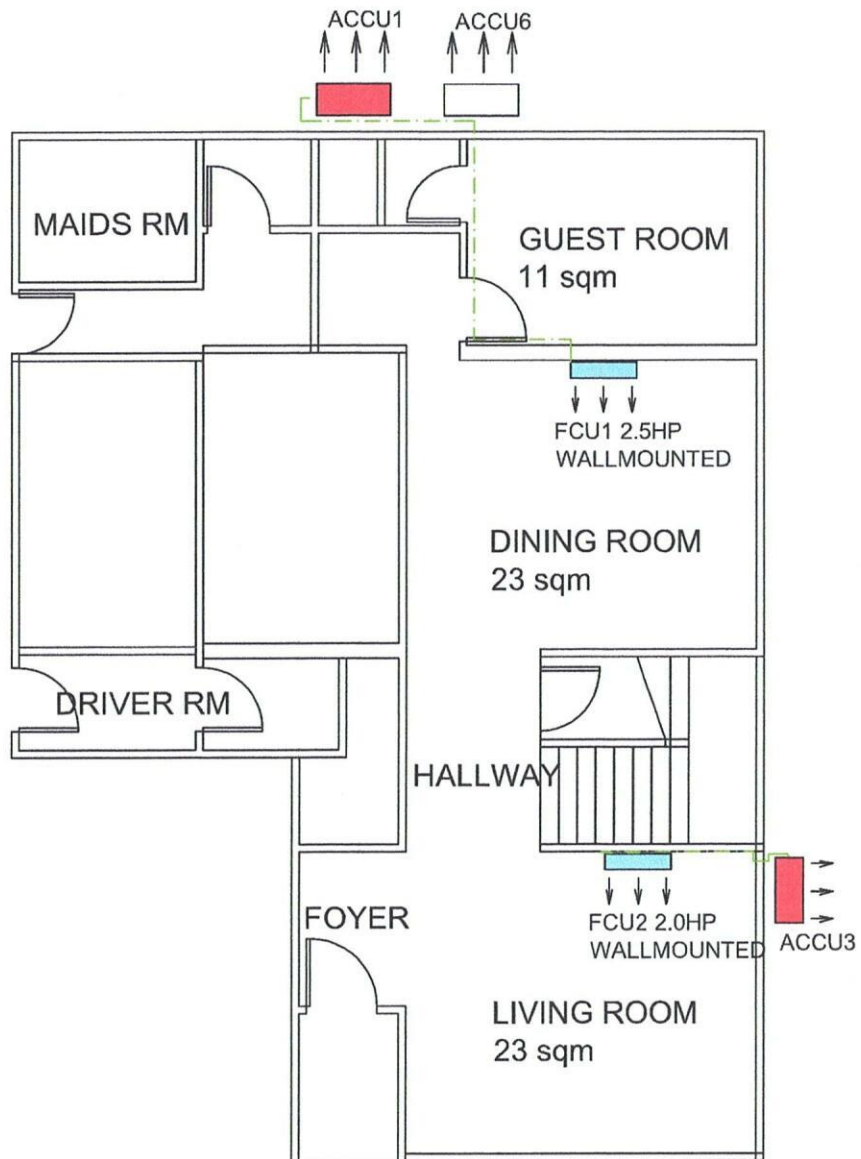 ACCU1
ACCU6
MAIDS RM
GUEST ROOM
11 sqm
FCU1 2.5HP
WALLMOUNTED
DINING ROOM
23 sqm
DRIVER RM
HALLWAY
FOYER
FCU2 2.0HP
WALLMOUNTED
ACCU3
LIVING ROOM
23 sqm